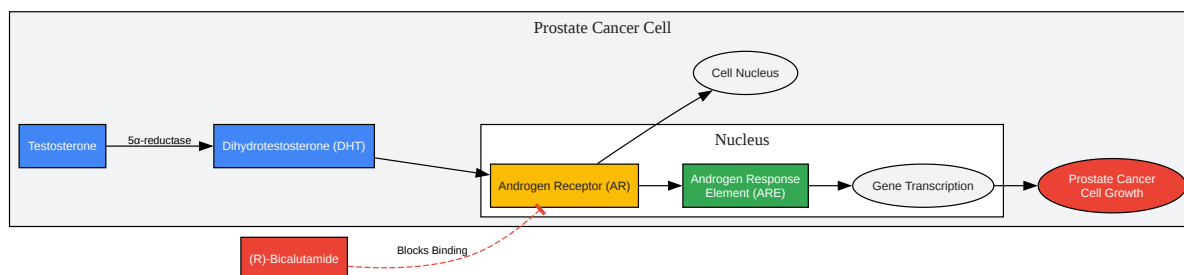 Prostate Cancer Cell
Cell Nucleus
Nucleus
Testosterone
5α-reductase
Dihydrotestosterone (DHT)
Androgen Receptor (AR)
Androgen Response
Element (ARE)
Gene Transcription
Prostate Cancer
Cell Growth
(R)-Bicalutamide
Blocks Binding